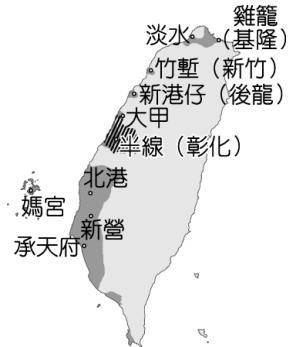 雞籠
淡水
（基隆）
竹塹（新竹）
新港仔（後龍）
大甲
半線（彰化）
北港
媽宮
新營
承天府